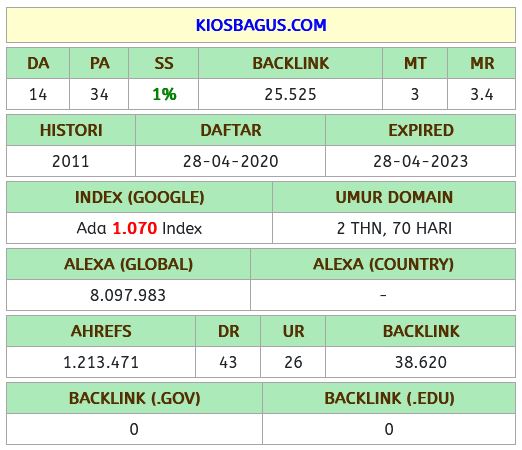 KIOSBAGUS.COM
DA PA SS BACKLINK MT MR
14 34 1% 25.525 3 3.4
HISTORI DAFTAR EXPIRED
2011 28-04-2020 28-04-2023
INDEX (GOOGLE) UMUR DOMAIN
Ada 1.070 Index 2 THN, 70 HARI
ALEXA (GLOBAL) ALEXA (COUNTRY)
8.097.983 -
AHREFS DR UR BACKLINK
1.213.471 43 26 38.620
BACKLINK (.GOV) BACKLINK (.EDU)
0 0